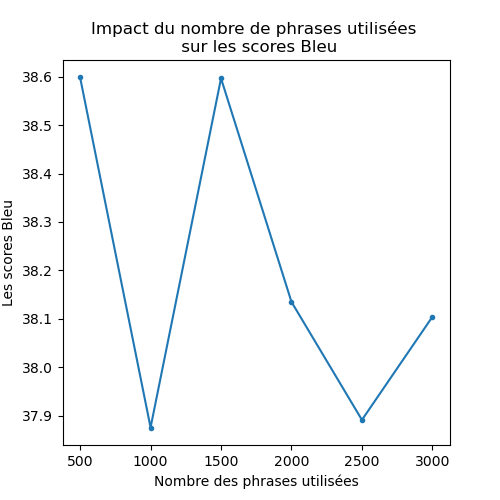 Impact du nombre de phrases utilisées
sur les scores Bleu
Les scores Bleu
38.6
38.5
38.4
38.3
38.2
38.1
38.0
37.9
500 1000 1500 2000 2500 3000
Nombre des phrases utilisées